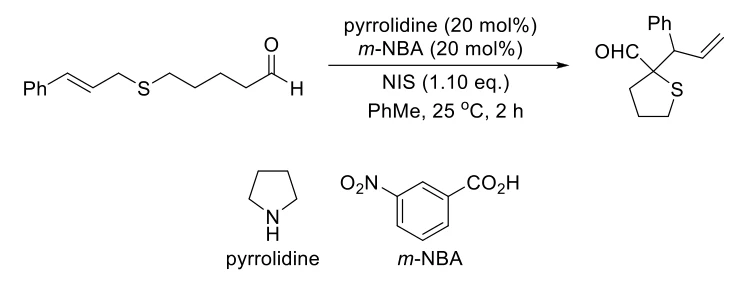 Ph
S
O
H
pyrrolidine (20 mol%)
m-NBA (20 mol%)
NIS (1.10 eq.)
PhMe, 25 ºC, 2 h
Ph
OHC
S
N
H
pyrrolidine
O₂N
CO₂H
m-NBA